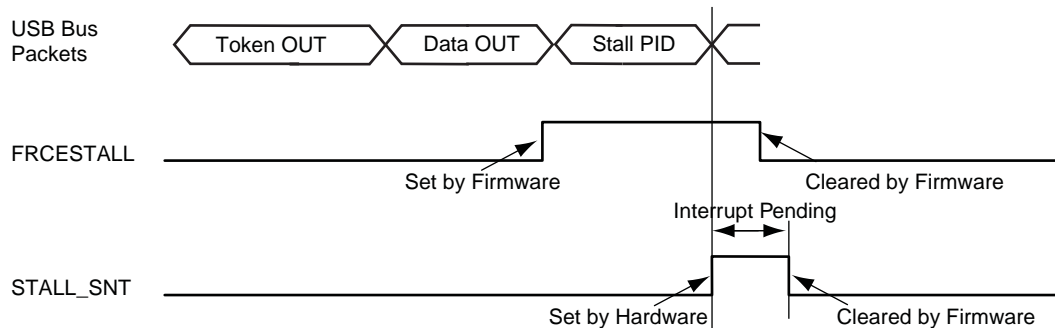 USB Bus
Packets
Token OUT
Data OUT
Stall PID
FRCESTALL
Set by Firmware
Cleared by Firmware
Interrupt Pending
STALL_SNT
Set by Hardware
Cleared by Firmware